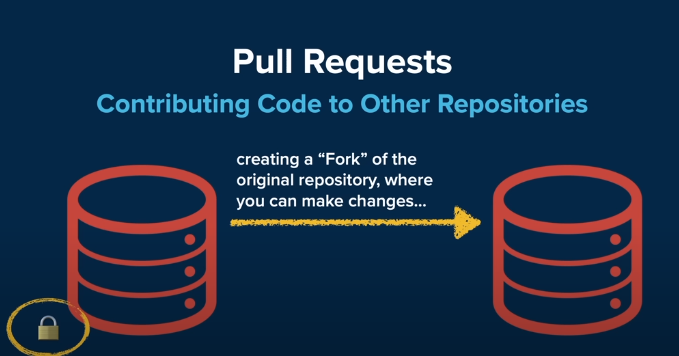 Pull Requests
Contributing Code to Other Repositories
creating a “Fork” of the
original repository, where
you can make changes...